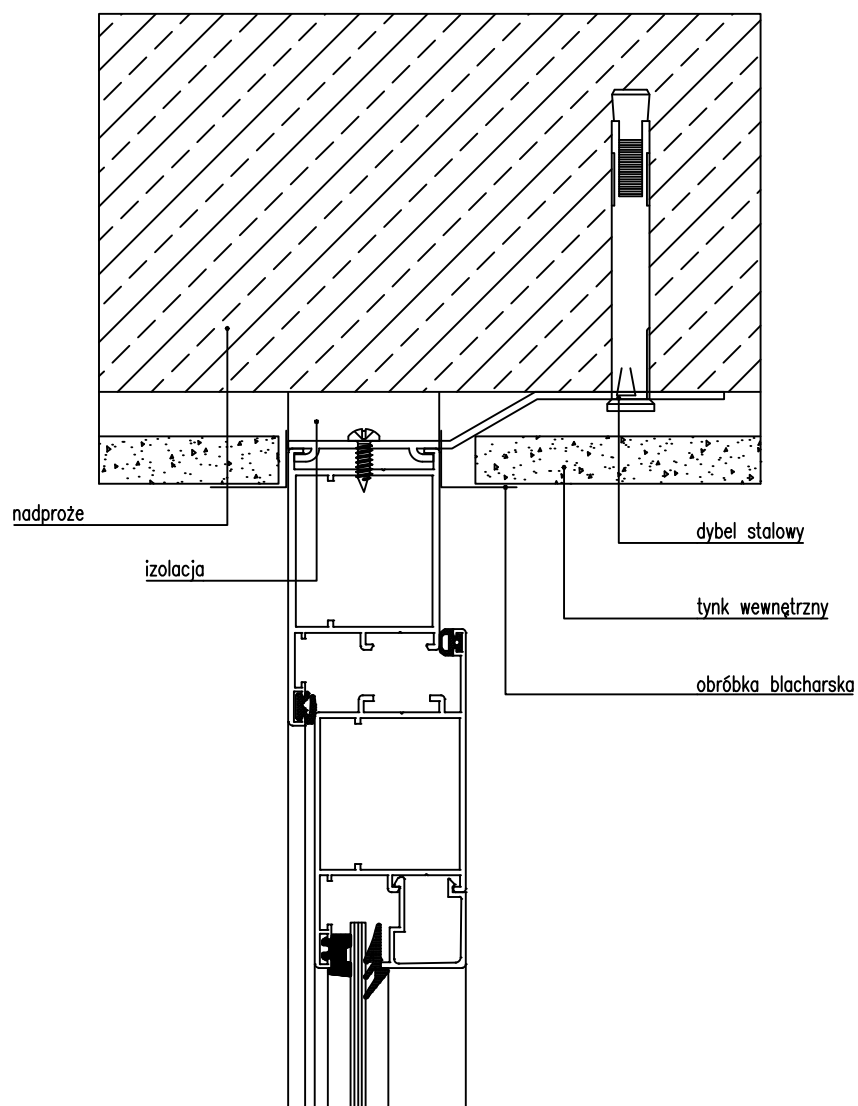 nadproże
dybel stalowy
izolacja
tynk wewnętrzny
obróbka blacharska